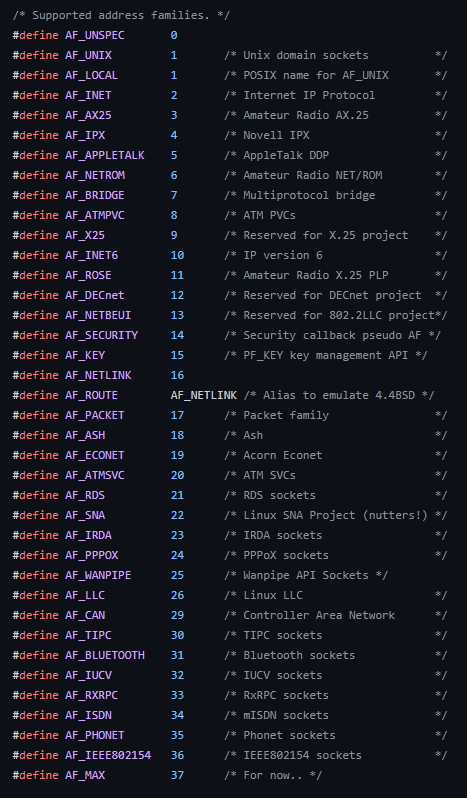 /* Supported address families. */
#define AF_UNSPEC 0
#define AF_UNIX 1 /* Unix domain sockets */
#define AF_LOCAL 1 /* POSIX name for AF_UNIX */
#define AF_INET 2 /* Internet IP Protocol */
#define AF_AX25 3 /* Amateur Radio AX.25 */
#define AF_IPX 4 /* Novell IPX */
#define AF_APPLETALK 5 /* AppleTalk DDP */
#define AF_NETROM 6 /* Amateur Radio NET/ROM */
#define AF_BRIDGE 7 /* Multiprotocol bridge */
#define AF_ATMPVC 8 /* ATM PVCs */
#define AF_X25 9 /* Reserved for X.25 project */
#define AF_INET6 10 /* IP version 6 */
#define AF_ROSE 11 /* Amateur Radio X.25 PLP */
#define AF_DECnet 12 /* Reserved for DECnet project */
#define AF_NETBEUI 13 /* Reserved for 802.2LLC project*/
#define AF_SECURITY 14 /* Security callback pseudo AF */
#define AF_KEY 15 /* PF_KEY key management API */
#define AF_NETLINK 16
#define AF_ROUTE AF_NETLINK /* Alias to emulate 4.4BSD */
#define AF_PACKET 17 /* Packet family */
#define AF_ASH 18 /* Ash */
#define AF_ECONET 19 /* Acorn Econet */
#define AF_ATMSVC 20 /* ATM SVCs */
#define AF_RDS 21 /* RDS sockets */
#define AF_SNA 22 /* Linux SNA Project (nutters!) */
#define AF_IRDA 23 /* IRDA sockets */
#define AF_PPPOX 24 /* PPPoX sockets */
#define AF_WANPIPE 25 /* Wanpipe API Sockets */
#define AF_LLC 26 /* Linux LLC */
#define AF_CAN 29 /* Controller Area Network */
#define AF_TIPC 30 /* TIPC sockets */
#define AF_BLUETOOTH 31 /* Bluetooth sockets */
#define AF_IUCV 32 /* IUCV sockets */
#define AF_RXRPC 33 /* RxRPC sockets */
#define AF_ISDN 34 /* mISDN sockets */
#define AF_PHONET 35 /* Phonet sockets */
#define AF_IEEE802154 36 /* IEEE802154 sockets */
#define AF_MAX 37 /* For now.. */